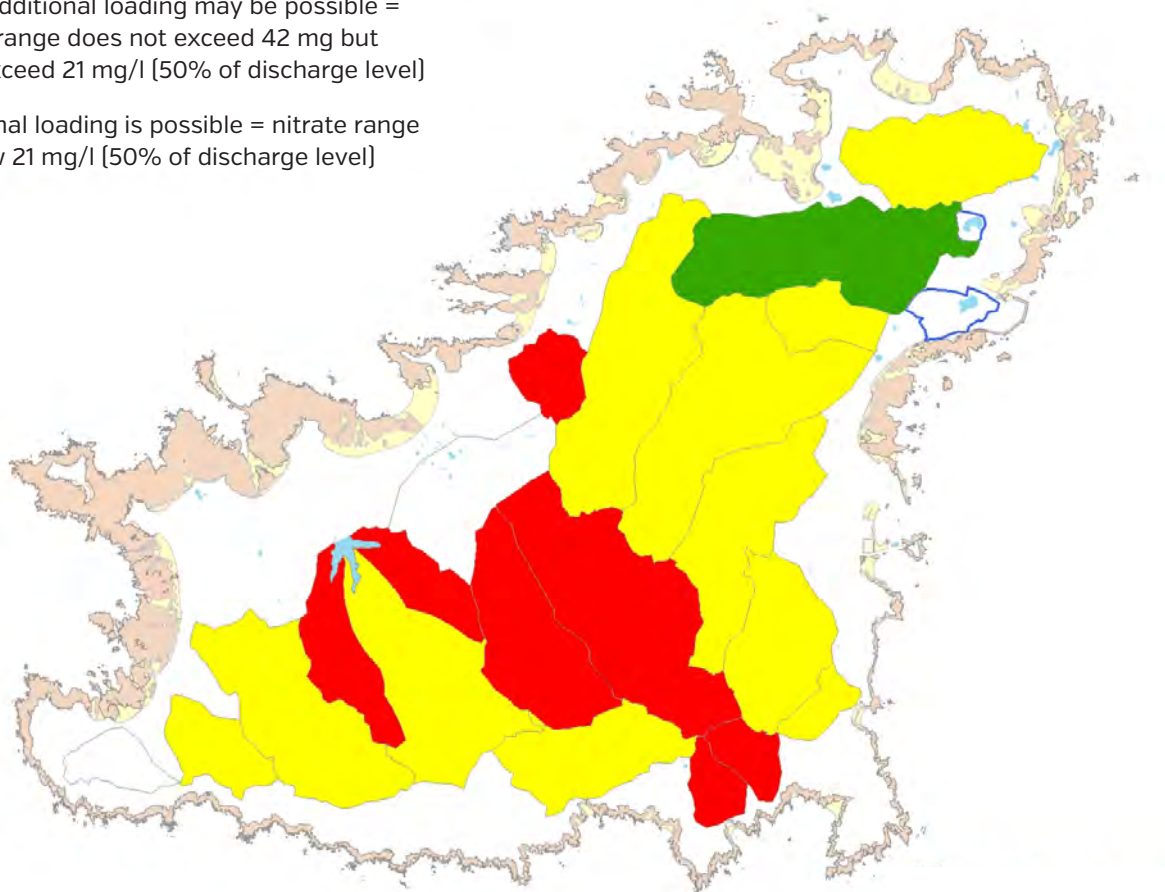 dditional loading may be possible =
range does not exceed 42 mg but
xceed 21 mg/l (50% of discharge level)
nal loading is possible = nitrate range
21 mg/l (50% of discharge level)